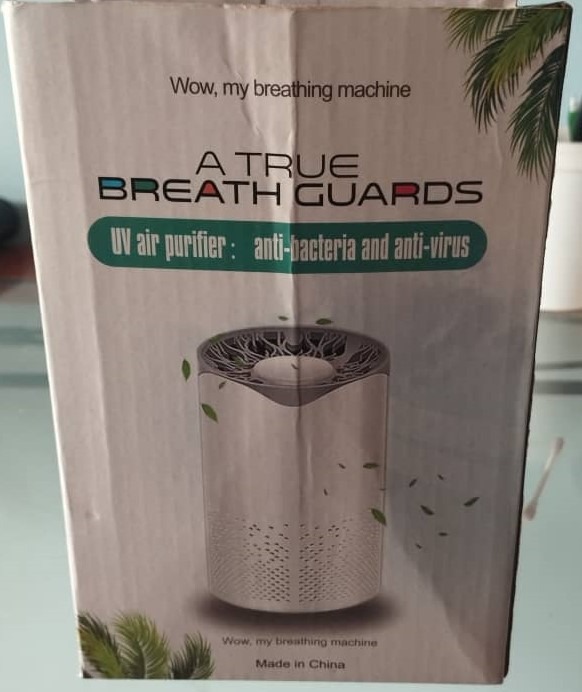 Wow, my breathing machine
A TRUE
BREATH GUARDS
UV air purifier : anti-bacteria and anti-virus
Wow, my breathing machine
Made in China